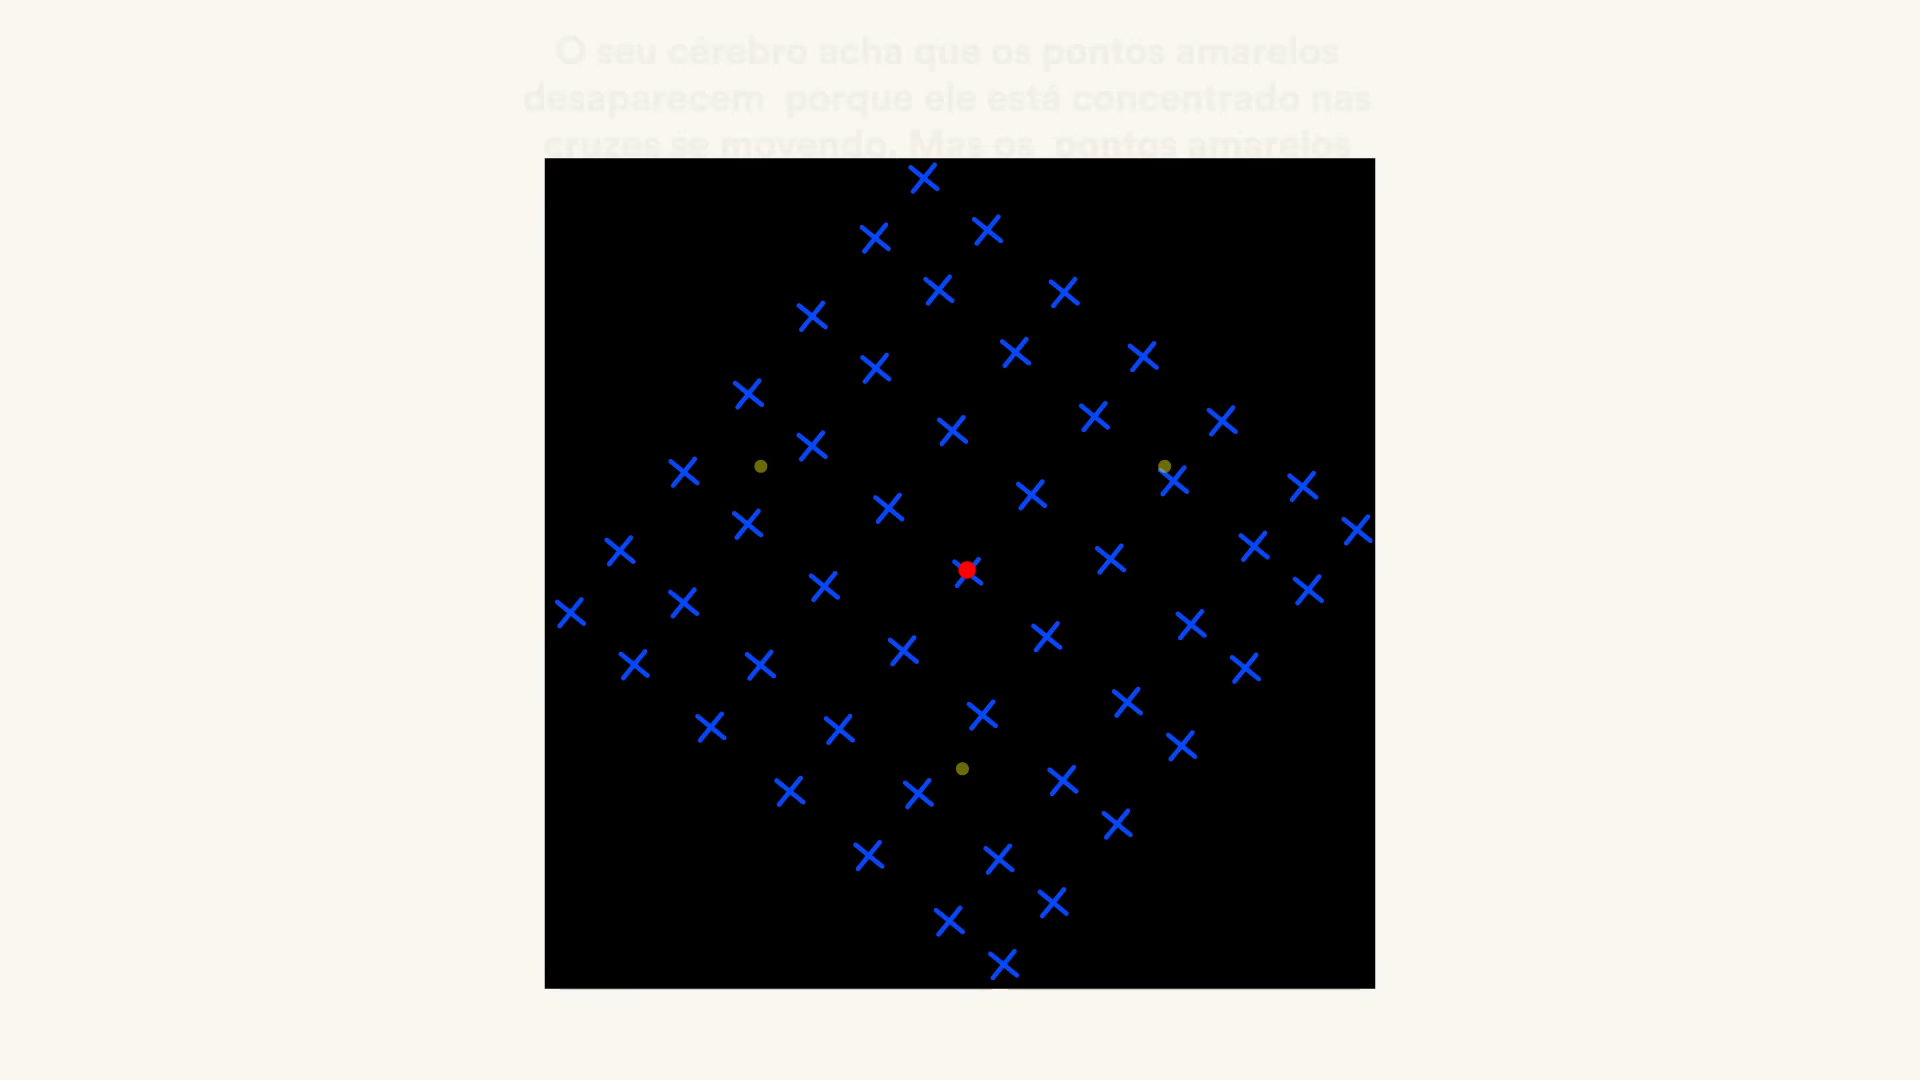 O seu cérebro acha que os pontos amarelos
desaparecem porque ele está concentrado nas
cruzes se movendo. Mas os pontos amarelos